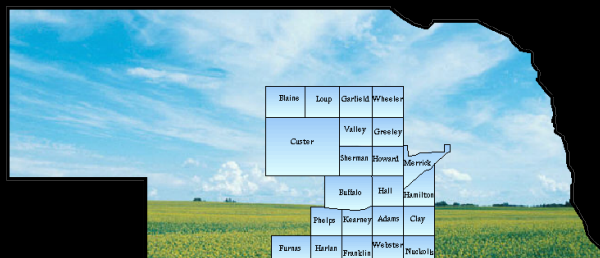 Blaine Loup Garfield Wheeler
Custer Valley Greeley
Sherman Howard Merrick
Buffalo Hall Hamilton
Phelps Kearney Adams Clay
Furnas Harlan Franklin Webster Nuckolls